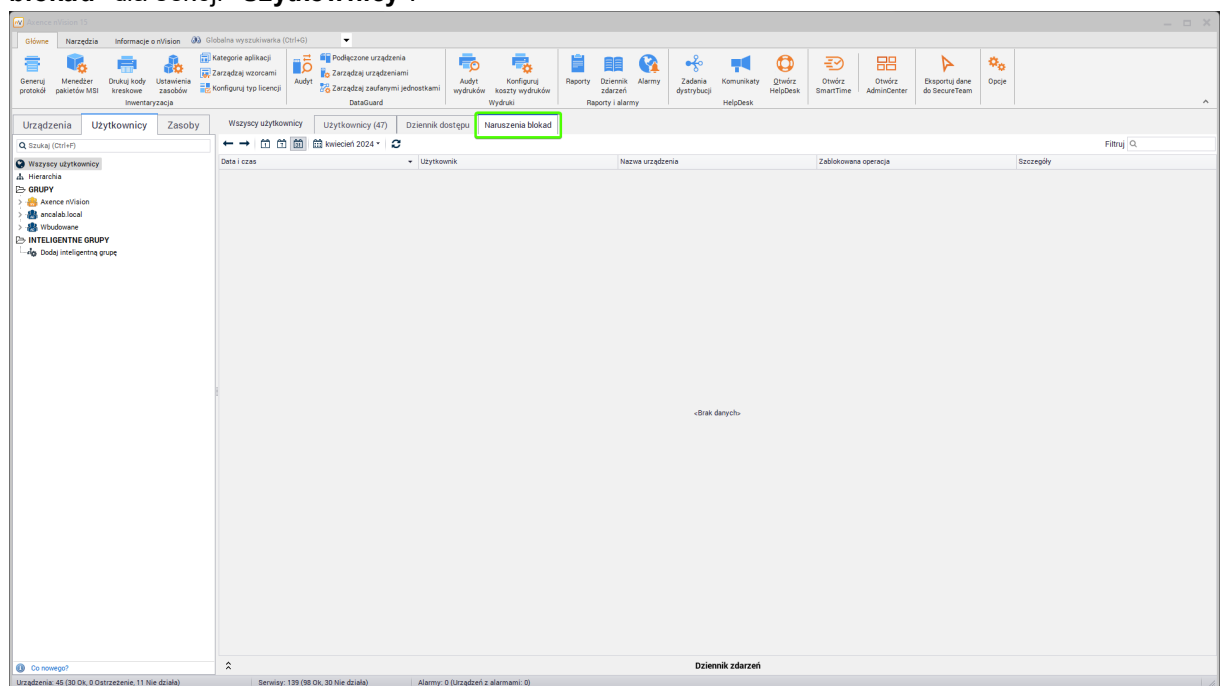 blokad" dla sekcji "Użytkownicy".
Axence nVision 15
Główne Narzędzia Informacje o nVision Globalna wyszukiwarka (Ctrl+G)
Generuj protokół
Menedżer pakietów MSI
Drukuj kody kreskowe
Ustawienia zasobów
Kategorie aplikacji
Zarządzaj wzorcami
Konfiguruj typ licencji
Inwentaryzacja
Audyt
Podłączone urządzenia
Zarządzaj urządzeniami
Zarządzaj zaufanymi jednostkami
DataGuard
Audyt wydruków
Konfiguruj koszty wydruków
Wydruki
Raporty
Dziennik zdarzeń
Alarmy
Raporty i alarmy
Zadania dystrybucji
Komunikaty
Otwórz HelpDesk
HelpDesk
Otwórz SmartTime
Otwórz AdminCenter
Eksportuj dane do SecureTeam
Opcje
Urządzenia Użytkownicy Zasoby
Wszyscy użytkownicy Użytkownicy (47) Dziennik dostępu Naruszenia blokad
Szukaj (Ctrl+F)
1 7 31 kwiecień 2024 Filtruj
Data i czas Użytkownik Nazwa urządzenia Zablokowana operacja Szczegóły
Wszyscy użytkownicy
Hierarchia
GRUPY
Axence nVision
ancalab.local
Wbudowane
INTELIGENTNE GRUPY
Dodaj inteligentną grupę
<Brak danych>
Co nowego?
Dziennik zdarzeń
Urządzenia: 45 (30 Ok, 0 Ostrzeżenie, 11 Nie działa) Serwisy: 139 (98 Ok, 30 Nie działa) Alarmy: 0 (Urządzeń z alarmami: 0)